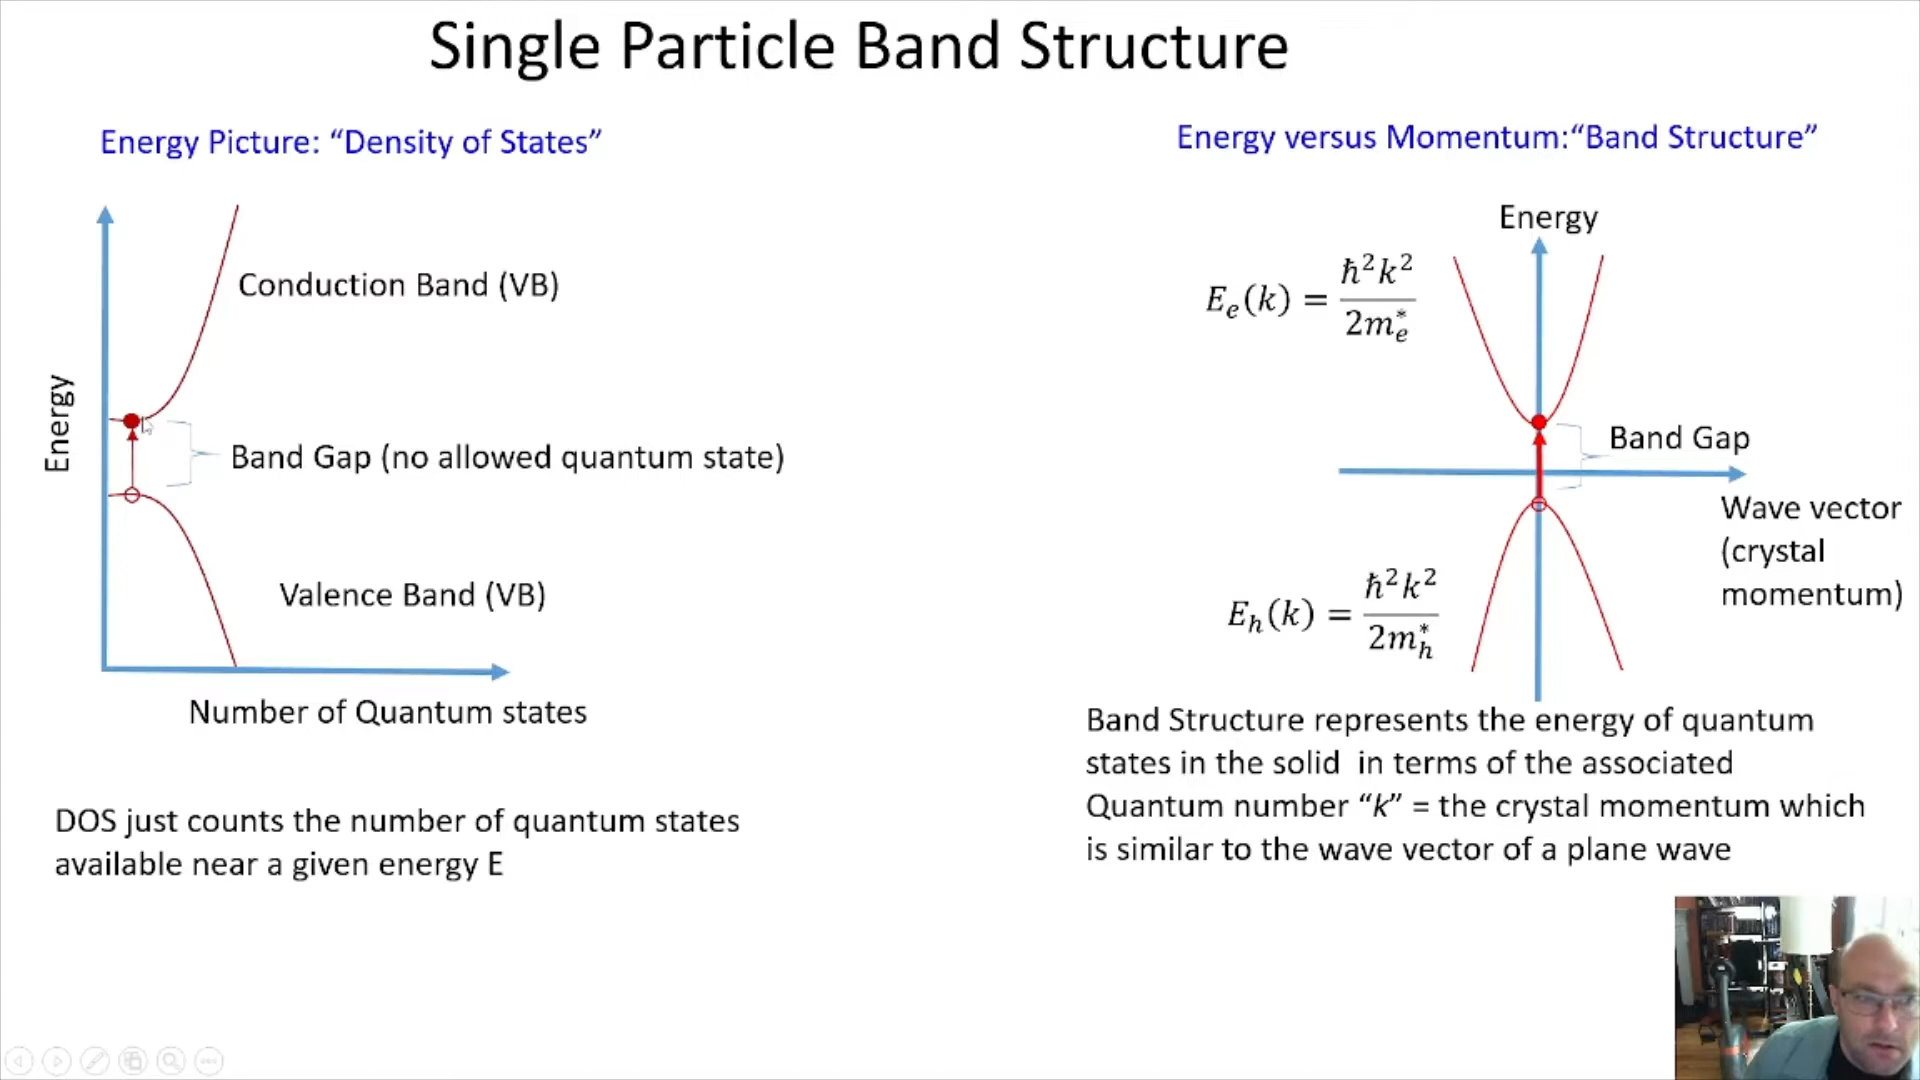 Single Particle Band Structure
Energy Picture: “Density of States”
Energy
Conduction Band (VB)
Band Gap (no allowed quantum state)
Valence Band (VB)
Number of Quantum states
DOS just counts the number of quantum states
available near a given energy E
Energy versus Momentum:“Band Structure”
Energy
E_e(k) = ℏ²k² / 2m_e^*
Band Gap
Wave vector
(crystal
momentum)
E_h(k) = ℏ²k² / 2m_h^*
Band Structure represents the energy of quantum
states in the solid in terms of the associated
Quantum number “k” = the crystal momentum which
is similar to the wave vector of a plane wave